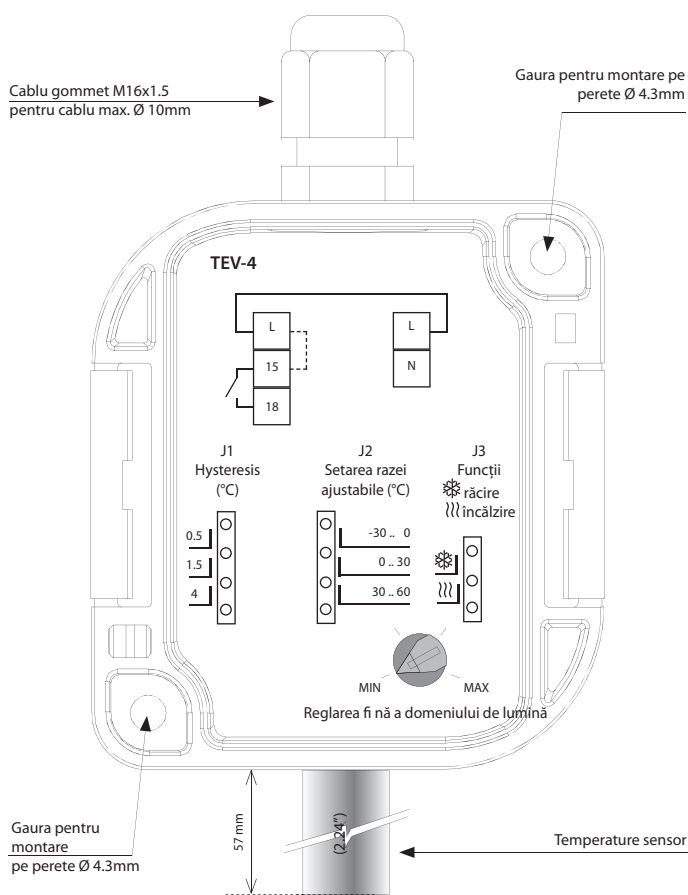 Cablu gommet M16x1.5
pentru cablu max. Ø 10mm
Gaura pentru montare pe
perete Ø 4.3mm
TEV-4
L
15
18
L
N
J1
Hysteresis
(°C)
0.5
1.5
4
J2
Setarea razei
ajustabile (°C)
-30 .. 0
0 .. 30
30 .. 60
J3
Funcții
răcire
încălzire
MIN
MAX
Reglarea fi nă a domeniului de lumină
Gaura pentru
montare
pe perete Ø 4.3mm
57 mm
(2.24")
Temperature sensor